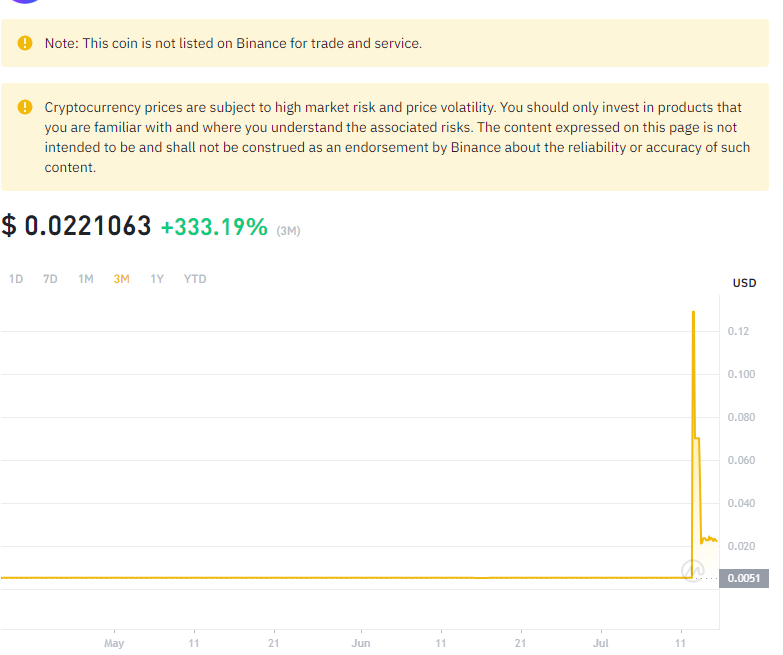 Note: This coin is not listed on Binance for trade and service.
Cryptocurrency prices are subject to high market risk and price volatility. You should only invest in products that
you are familiar with and where you understand the associated risks. The content expressed on this page is not
intended to be and shall not be construed as an endorsement by Binance about the reliability or accuracy of such
content.
$ 0.0221063 +333.19% (3M)
1D 7D 1M 3M 1Y YTD
USD
0.12
0.100
0.080
0.060
0.040
0.020
0.0051
May 11 21 Jun 11 21 Jul 11